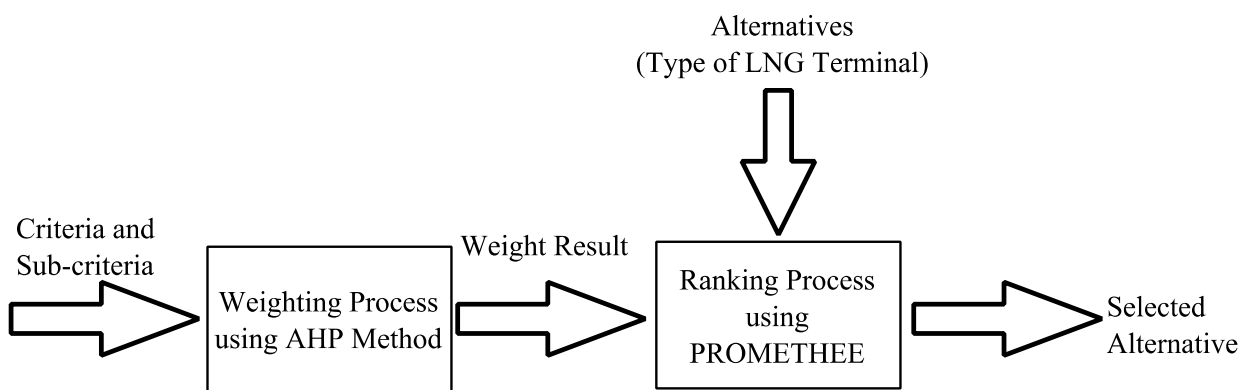 Alternatives
(Type of LNG Terminal)
Criteria and
Sub-criteria
Weighting Process
using AHP Method
Weight Result
Ranking Process
using
PROMETHEE
Selected
Alternative